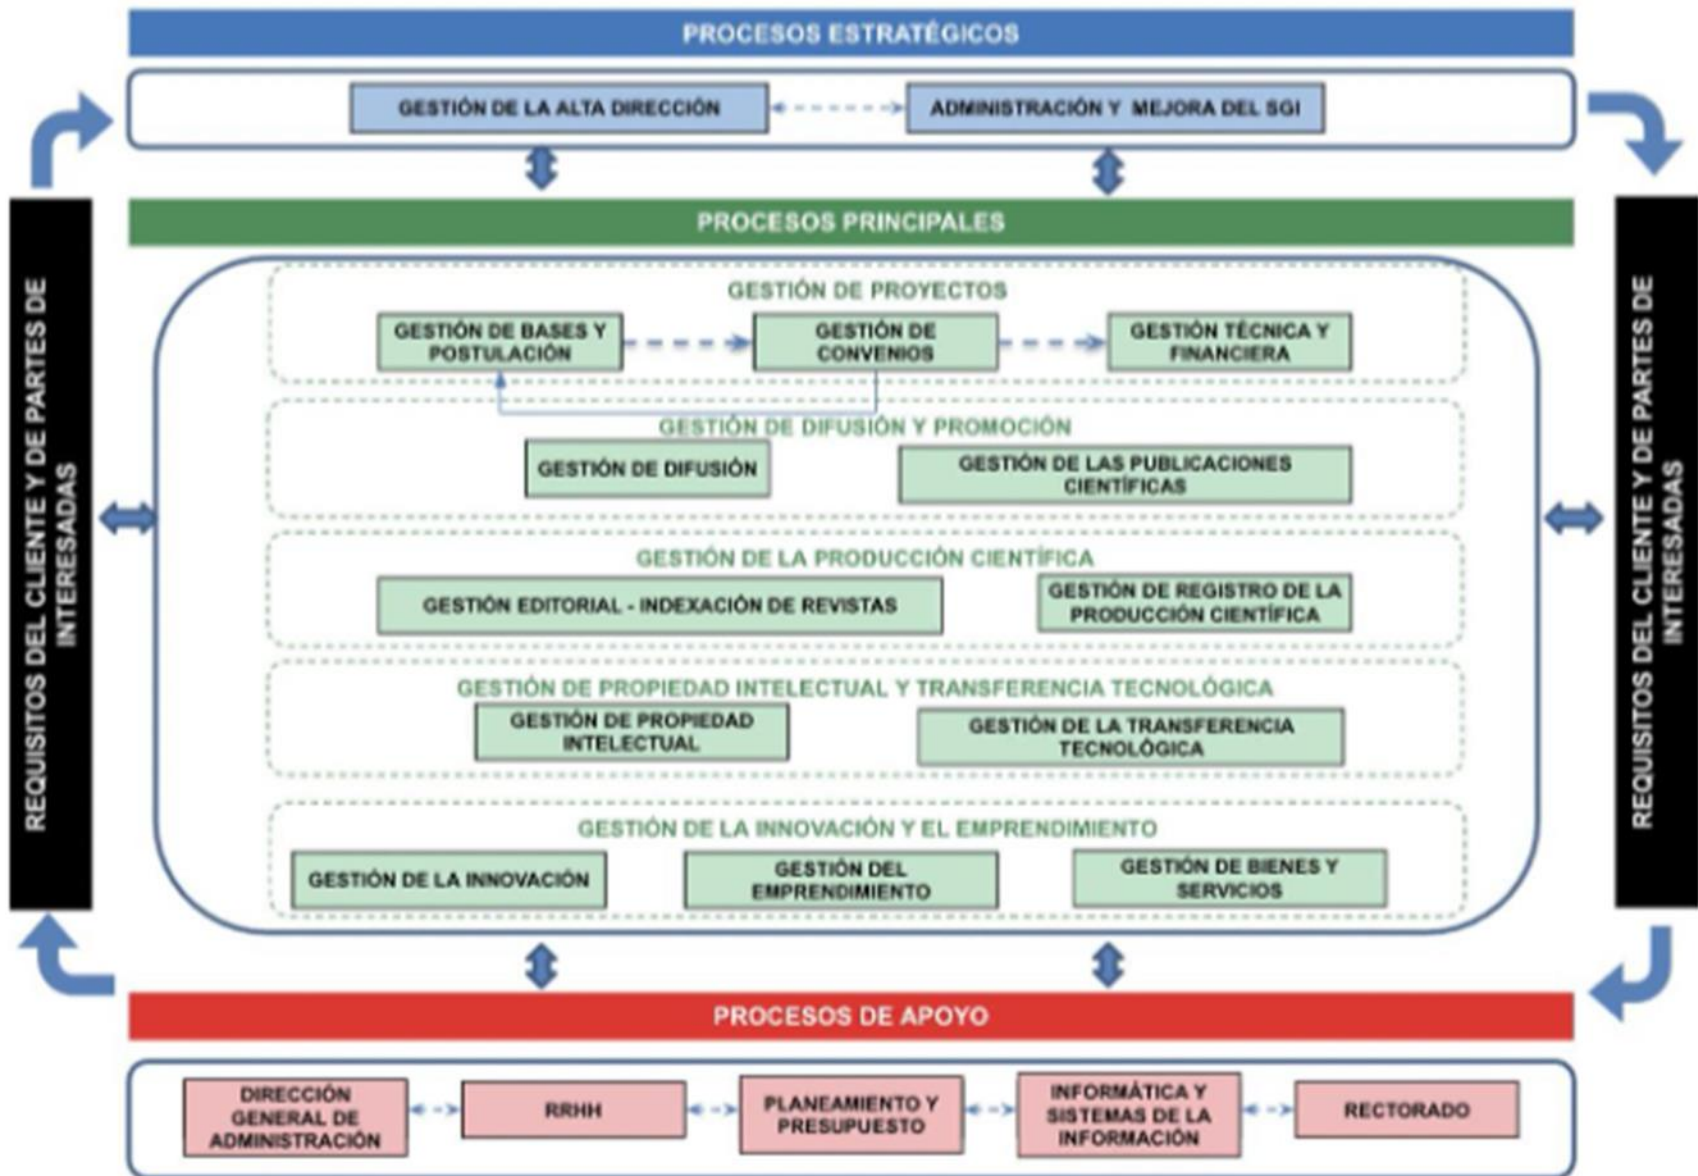 PROCESOS ESTRATÉGICOS
GESTIÓN DE LA ALTA DIRECCIÓN
ADMINISTRACIÓN Y MEJORA DEL SGI
REQUISITOS DEL CLIENTE Y DE PARTES DE
INTERESADAS
PROCESOS PRINCIPALES
GESTIÓN DE PROYECTOS
GESTIÓN DE BASES Y
POSTULACIÓN
GESTIÓN DE
CONVENIOS
GESTIÓN TÉCNICA Y
FINANCIERA
GESTIÓN DE DIFUSIÓN Y PROMOCIÓN
GESTIÓN DE DIFUSIÓN
GESTIÓN DE LAS PUBLICACIONES
CIENTÍFICAS
GESTIÓN DE LA PRODUCCIÓN CIENTÍFICA
GESTIÓN EDITORIAL - INDEXACIÓN DE REVISTAS
GESTIÓN DE REGISTRO DE LA
PRODUCCIÓN CIENTÍFICA
GESTIÓN DE PROPIEDAD INTELECTUAL Y TRANSFERENCIA TECNOLÓGICA
GESTIÓN DE PROPIEDAD
INTELECTUAL
GESTIÓN DE LA TRANSFERENCIA
TECNOLÓGICA
GESTIÓN DE LA INNOVACIÓN Y EL EMPRENDIMIENTO
GESTIÓN DE LA INNOVACIÓN
GESTIÓN DEL
EMPRENDIMIENTO
GESTIÓN DE BIENES Y
SERVICIOS
REQUISITOS DEL CLIENTE Y DE PARTES DE
INTERESADAS
PROCESOS DE APOYO
DIRECCIÓN
GENERAL DE
ADMINISTRACIÓN
RRHH
PLANEAMIENTO Y
PRESUPUESTO
INFORMÁTICA Y
SISTEMAS DE LA
INFORMACIÓN
RECTORADO